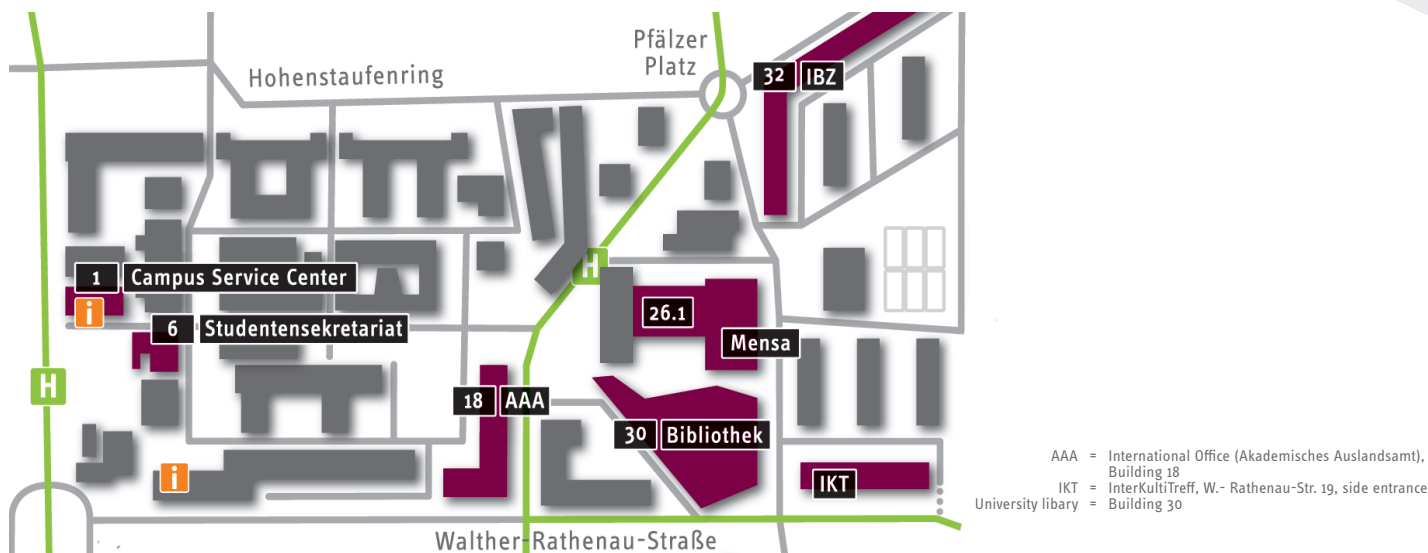 Pfälzer
Platz
Hohenstaufenring
32 IBZ
H
1 Campus Service Center
i
26.1
6 Studentensekretariat
Mensa
H
18 AAA
30 Bibliothek
i
IKT
Walther-Rathenau-Straße
AAA = International Office (Akademisches Auslandsamt),
Building 18
IKT = InterKultiTreff, W.- Rathenau-Str. 19, side entrance
University libary = Building 30